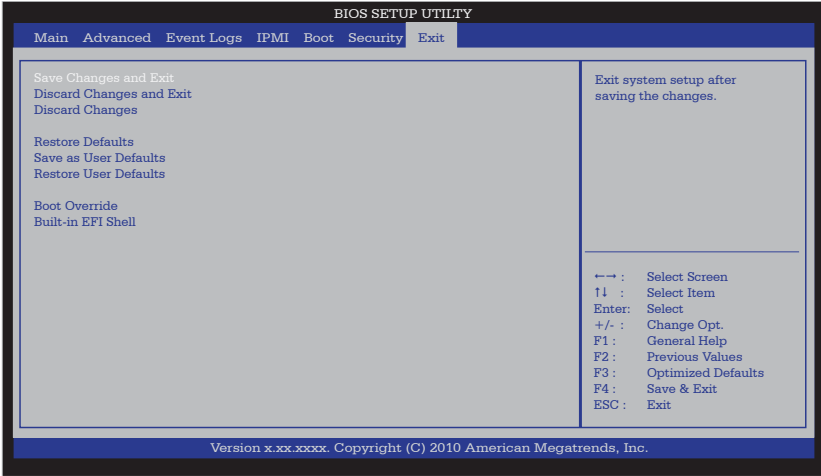 BIOS SETUP UTILTY
Main Advanced Event Logs IPMI Boot Security Exit
Save Changes and Exit
Discard Changes and Exit
Discard Changes
Restore Defaults
Save as User Defaults
Restore User Defaults
Boot Override
Built-in EFI Shell
Exit system setup after
saving the changes.
←→ : Select Screen
↑↓ : Select Item
Enter: Select
+/- : Change Opt.
F1 : General Help
F2 : Previous Values
F3 : Optimized Defaults
F4 : Save & Exit
ESC : Exit
Version x.xx.xxxx. Copyright (C) 2010 American Megatrends, Inc.